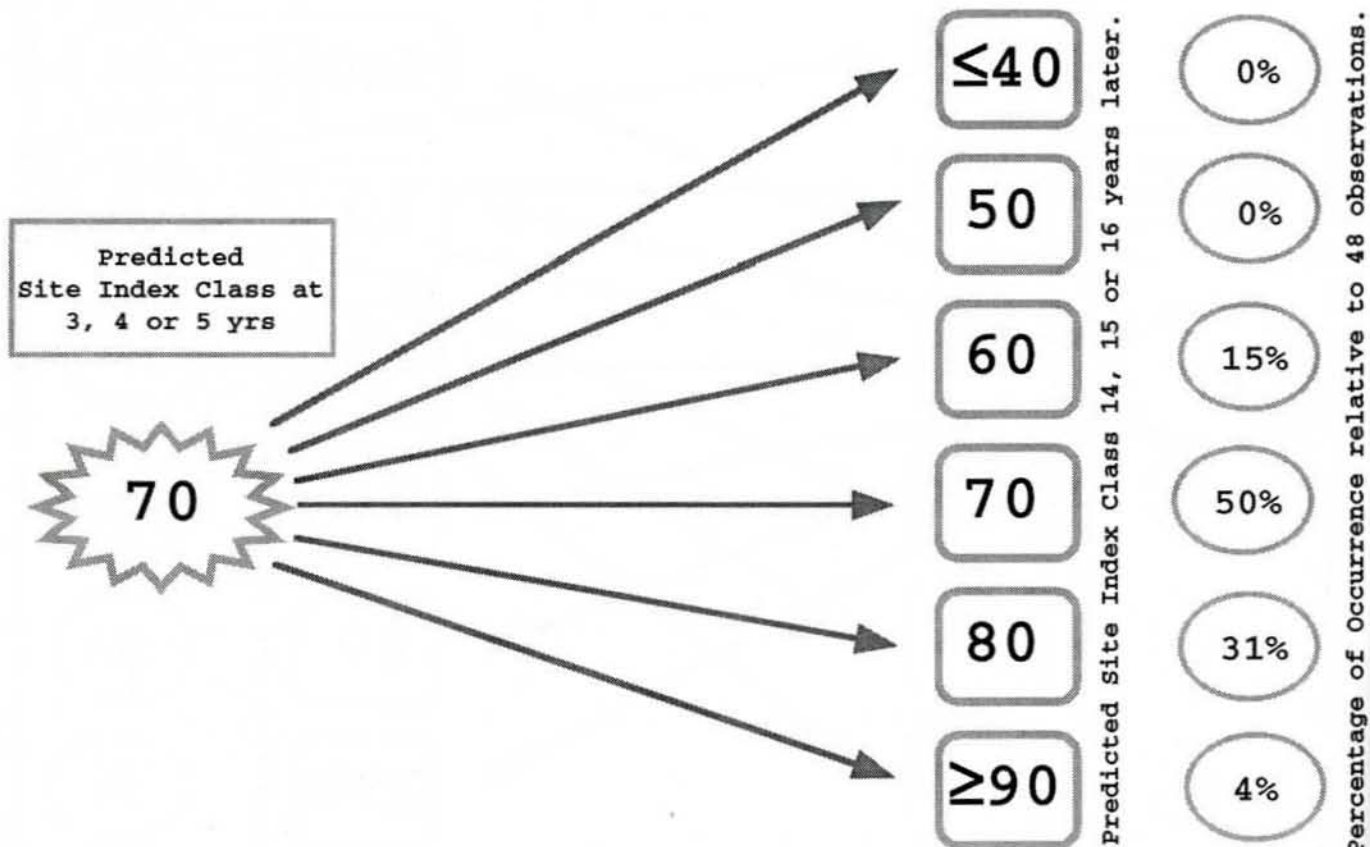 Predicted
Site Index Class at
3, 4 or 5 yrs
70
≤40
50
60
70
80
≥90
Predicted Site Index Class 14, 15 or 16 years later.
0%
0%
15%
50%
31%
4%
Percentage of Occurrence relative to 48 observations.